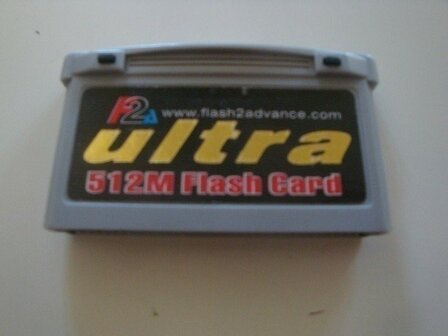 F2A www.flash2advance.com
ultra
512M Flash Card